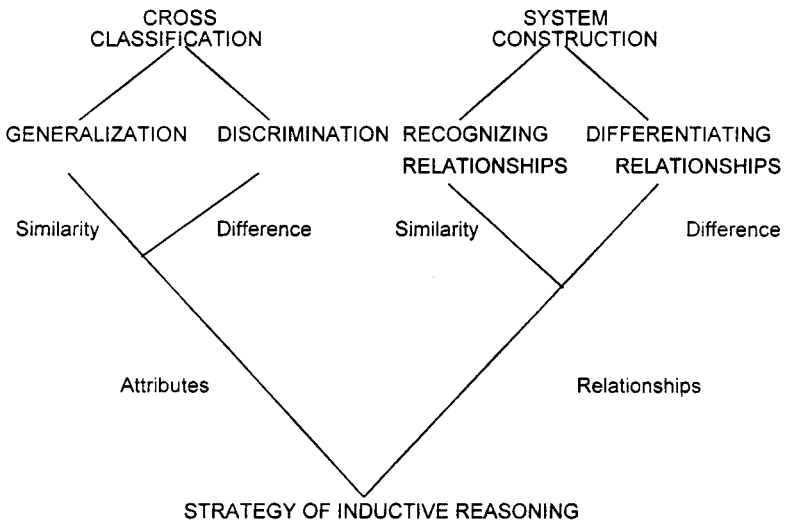 CROSS
CLASSIFICATION
SYSTEM
CONSTRUCTION
GENERALIZATION
DISCRIMINATION
RECOGNIZING
RELATIONSHIPS
DIFFERENTIATING
RELATIONSHIPS
Similarity
Difference
Similarity
Difference
Attributes
Relationships
STRATEGY OF INDUCTIVE REASONING